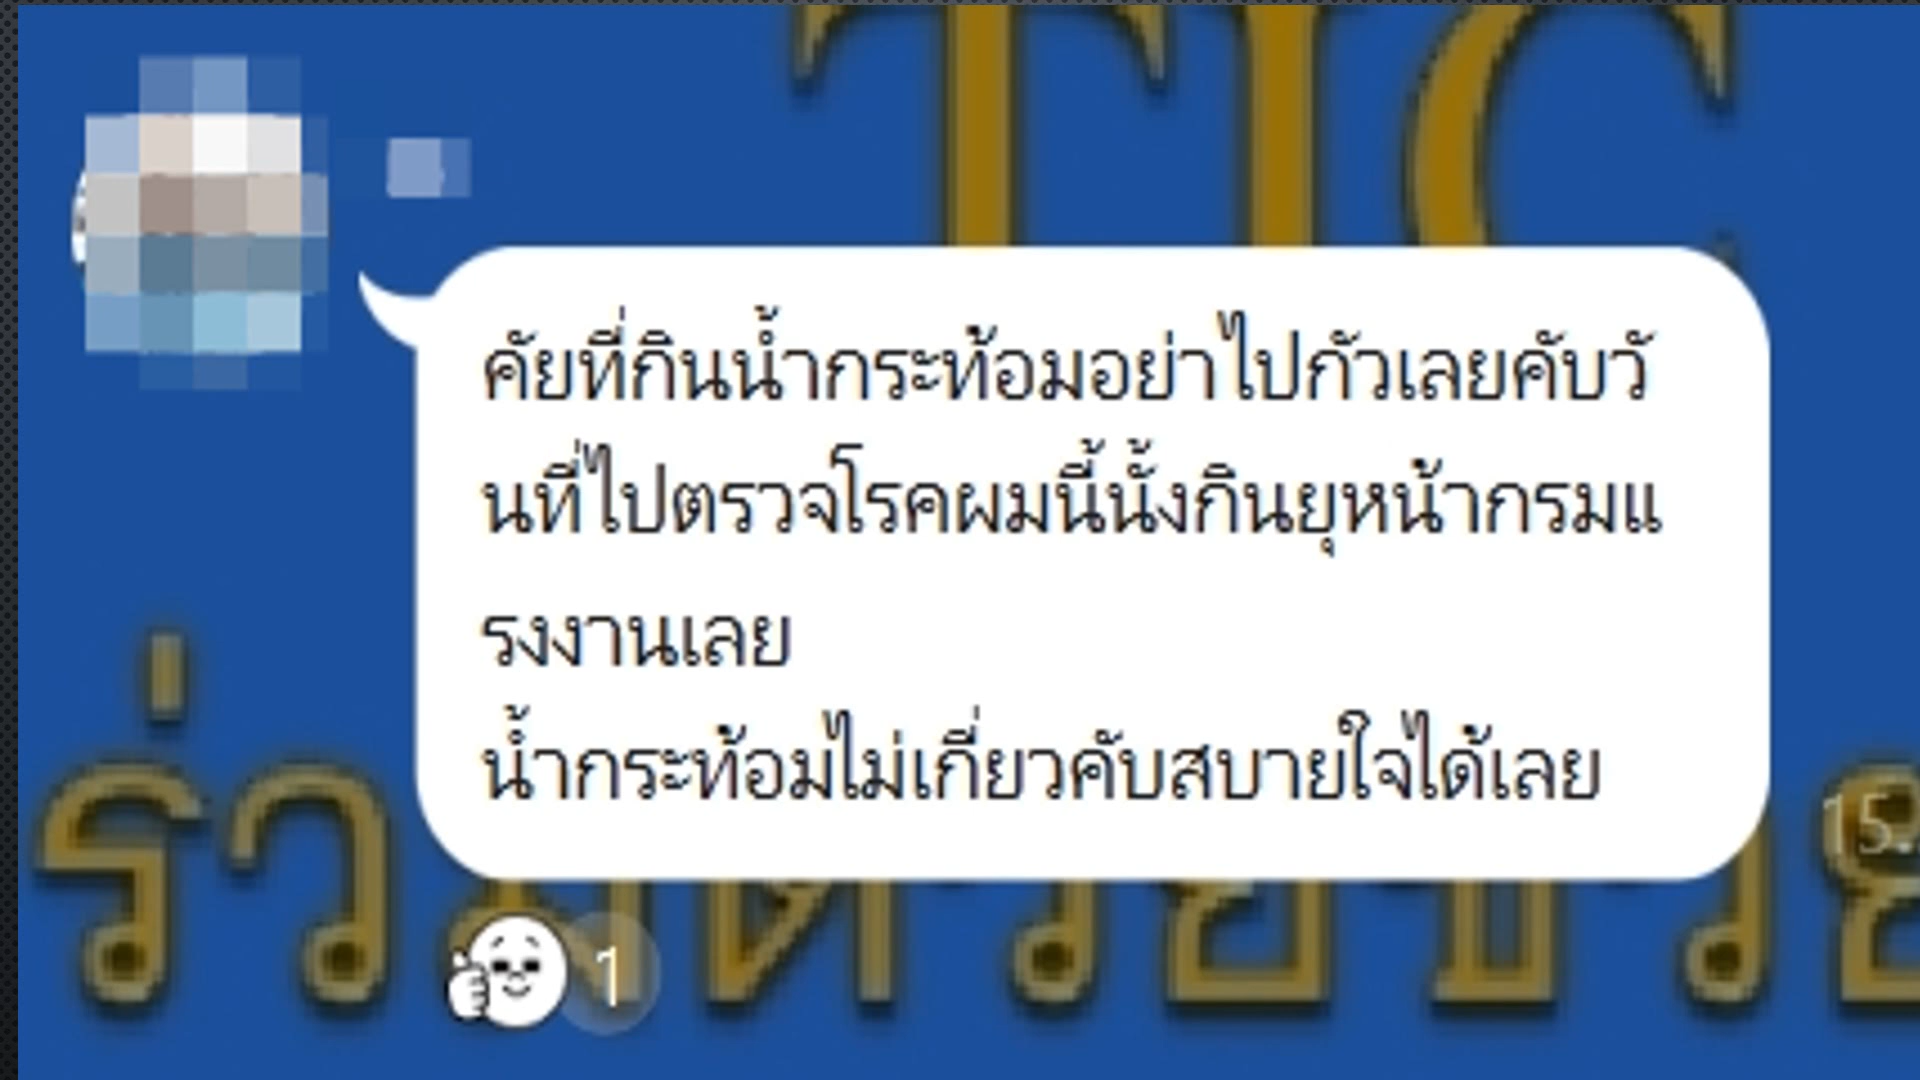 TIC
คัยที่กินน้ำกระท้อมอย่าไปกัวเลยคับวั
นที่ไปตรวจโรคผมนี้นั้งกินยุหน้ากรมแ
รงงานเลย
น้ำกระท้อมไม่เกี่ยวคับสบายใจได้เลย
15.
1